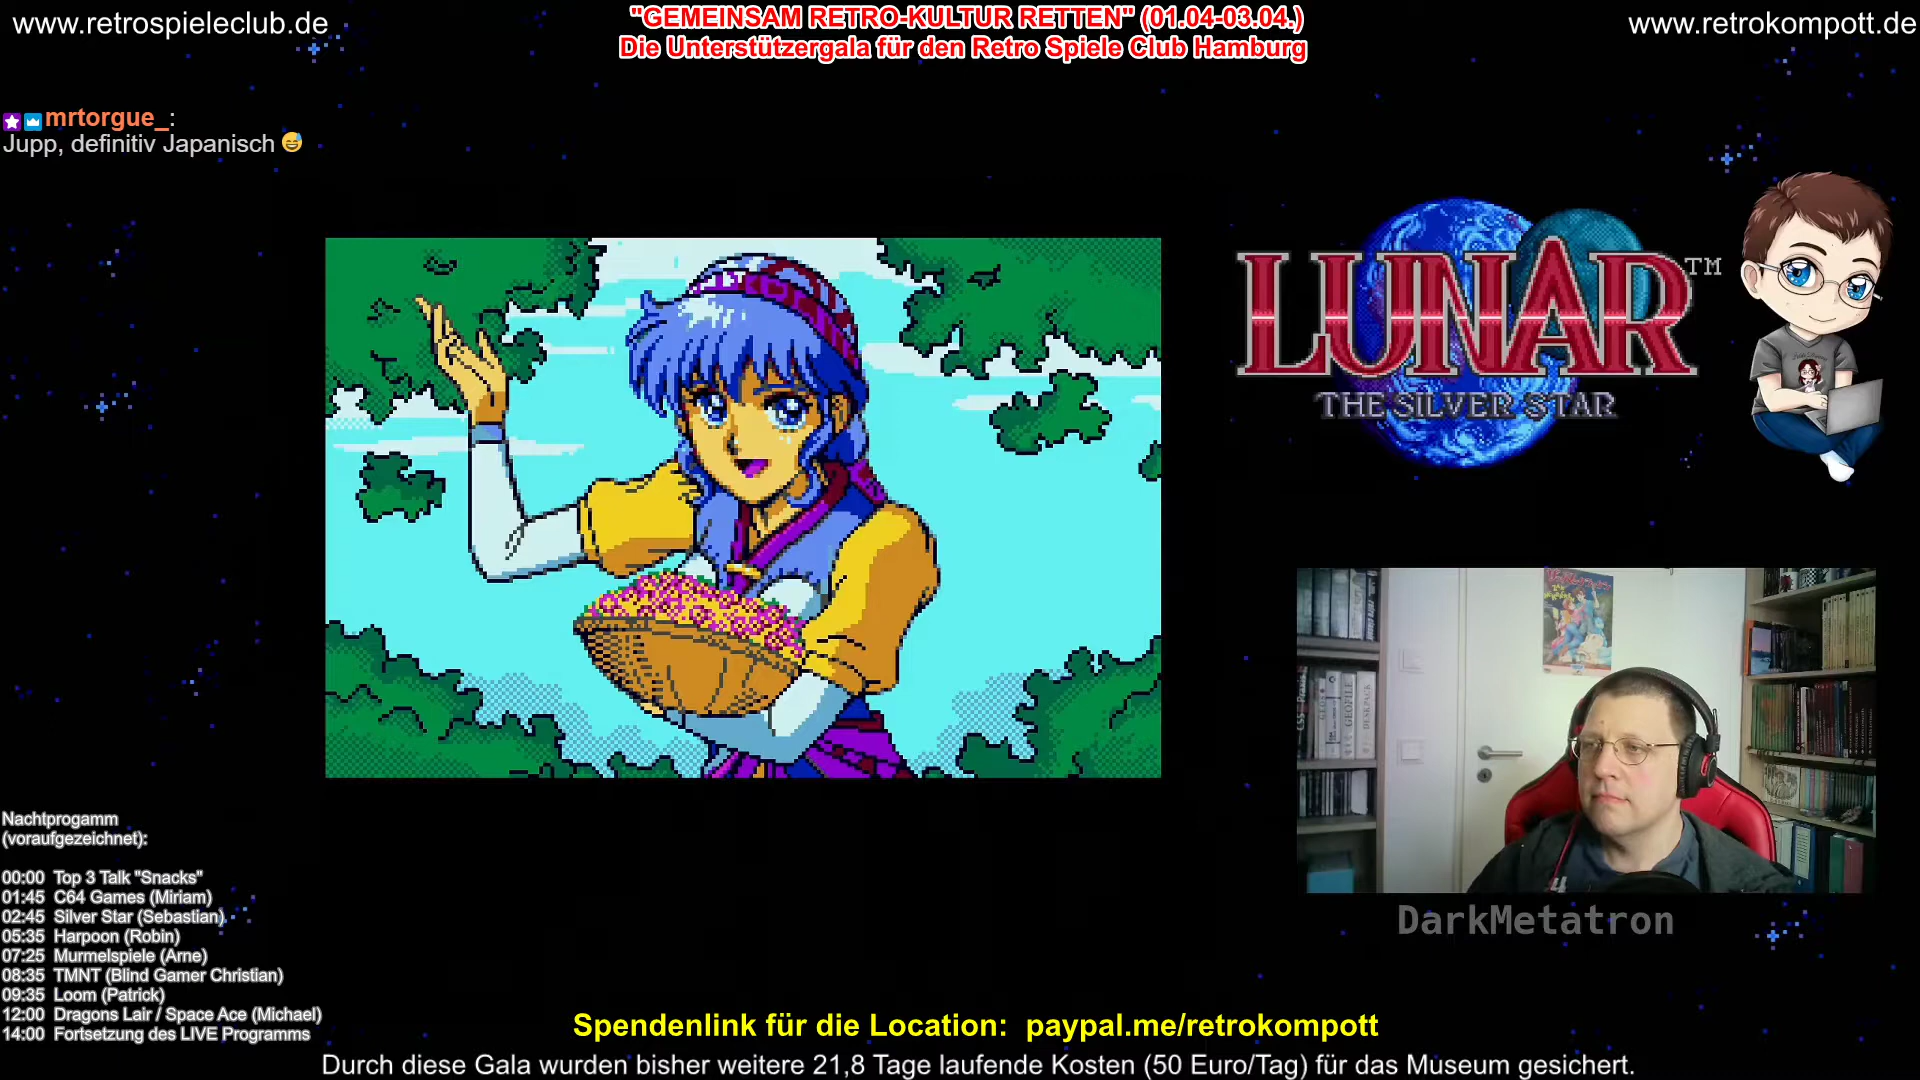 www.retrospieleclub.de
"GEMEINSAM RETRO-KULTUR RETTEN" (01.04-03.04.)
Die Unterstützergala für den Retro Spiele Club Hamburg
www.retrokompott.de
mrtorgue_:
Jupp, definitiv Japanisch 😅
LUNAR™
THE SILVER STAR
GEOFILE
DESKPACK
DarkMetatron
Nachtprogamm
(voraufgezeichnet):
00:00 Top 3 Talk "Snacks"
01:45 C64 Games (Miriam)
02:45 Silver Star (Sebastian)
05:35 Harpoon (Robin)
07:25 Murmelspiele (Arne)
08:35 TMNT (Blind Gamer Christian)
09:35 Loom (Patrick)
12:00 Dragons Lair / Space Ace (Michael)
14:00 Fortsetzung des LIVE Programms
Spendenlink für die Location: paypal.me/retrokompott
Durch diese Gala wurden bisher weitere 21,8 Tage laufende Kosten (50 Euro/Tag) für das Museum gesichert.